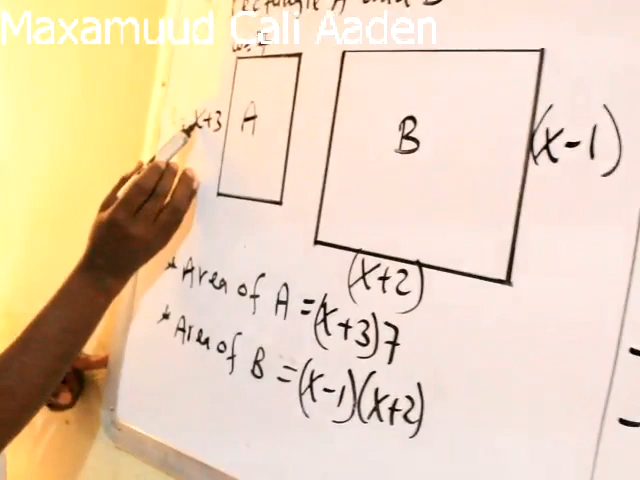 Maxamuud Cali Aaden
rectangle A and B
x+3
A
B
(x-1)
(x+2)
* Area of A = (x+3)7
* Area of B = (x-1)(x+2)